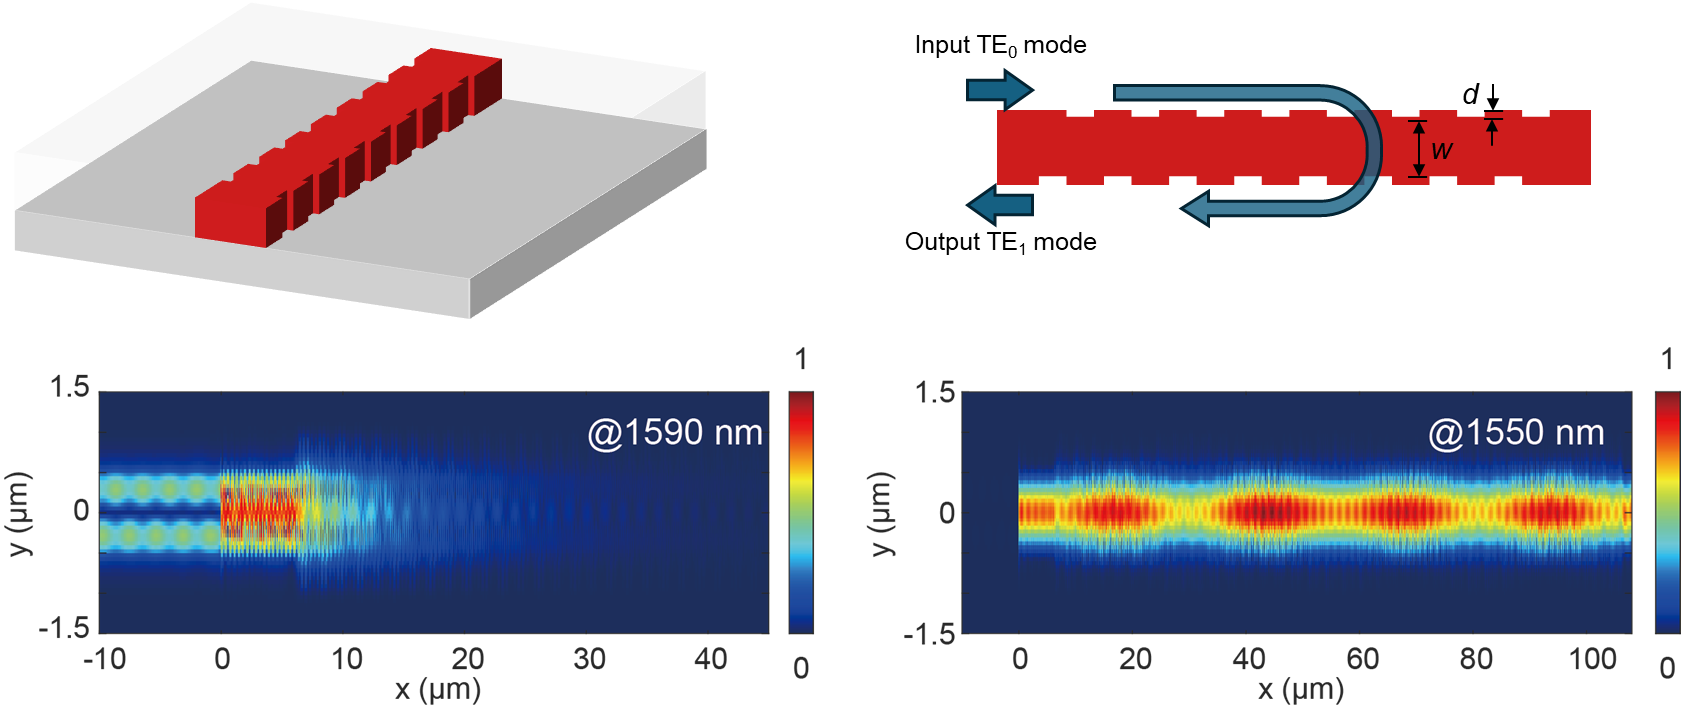 Input TE₀ mode
d
w
Output TE₁ mode
1.5
0
-1.5
y (μm)
-10
0
10
20
30
40
x (μm)
@1590 nm
1
0
1.5
0
-1.5
y (μm)
0
20
40
60
80
100
x (μm)
@1550 nm
1
0